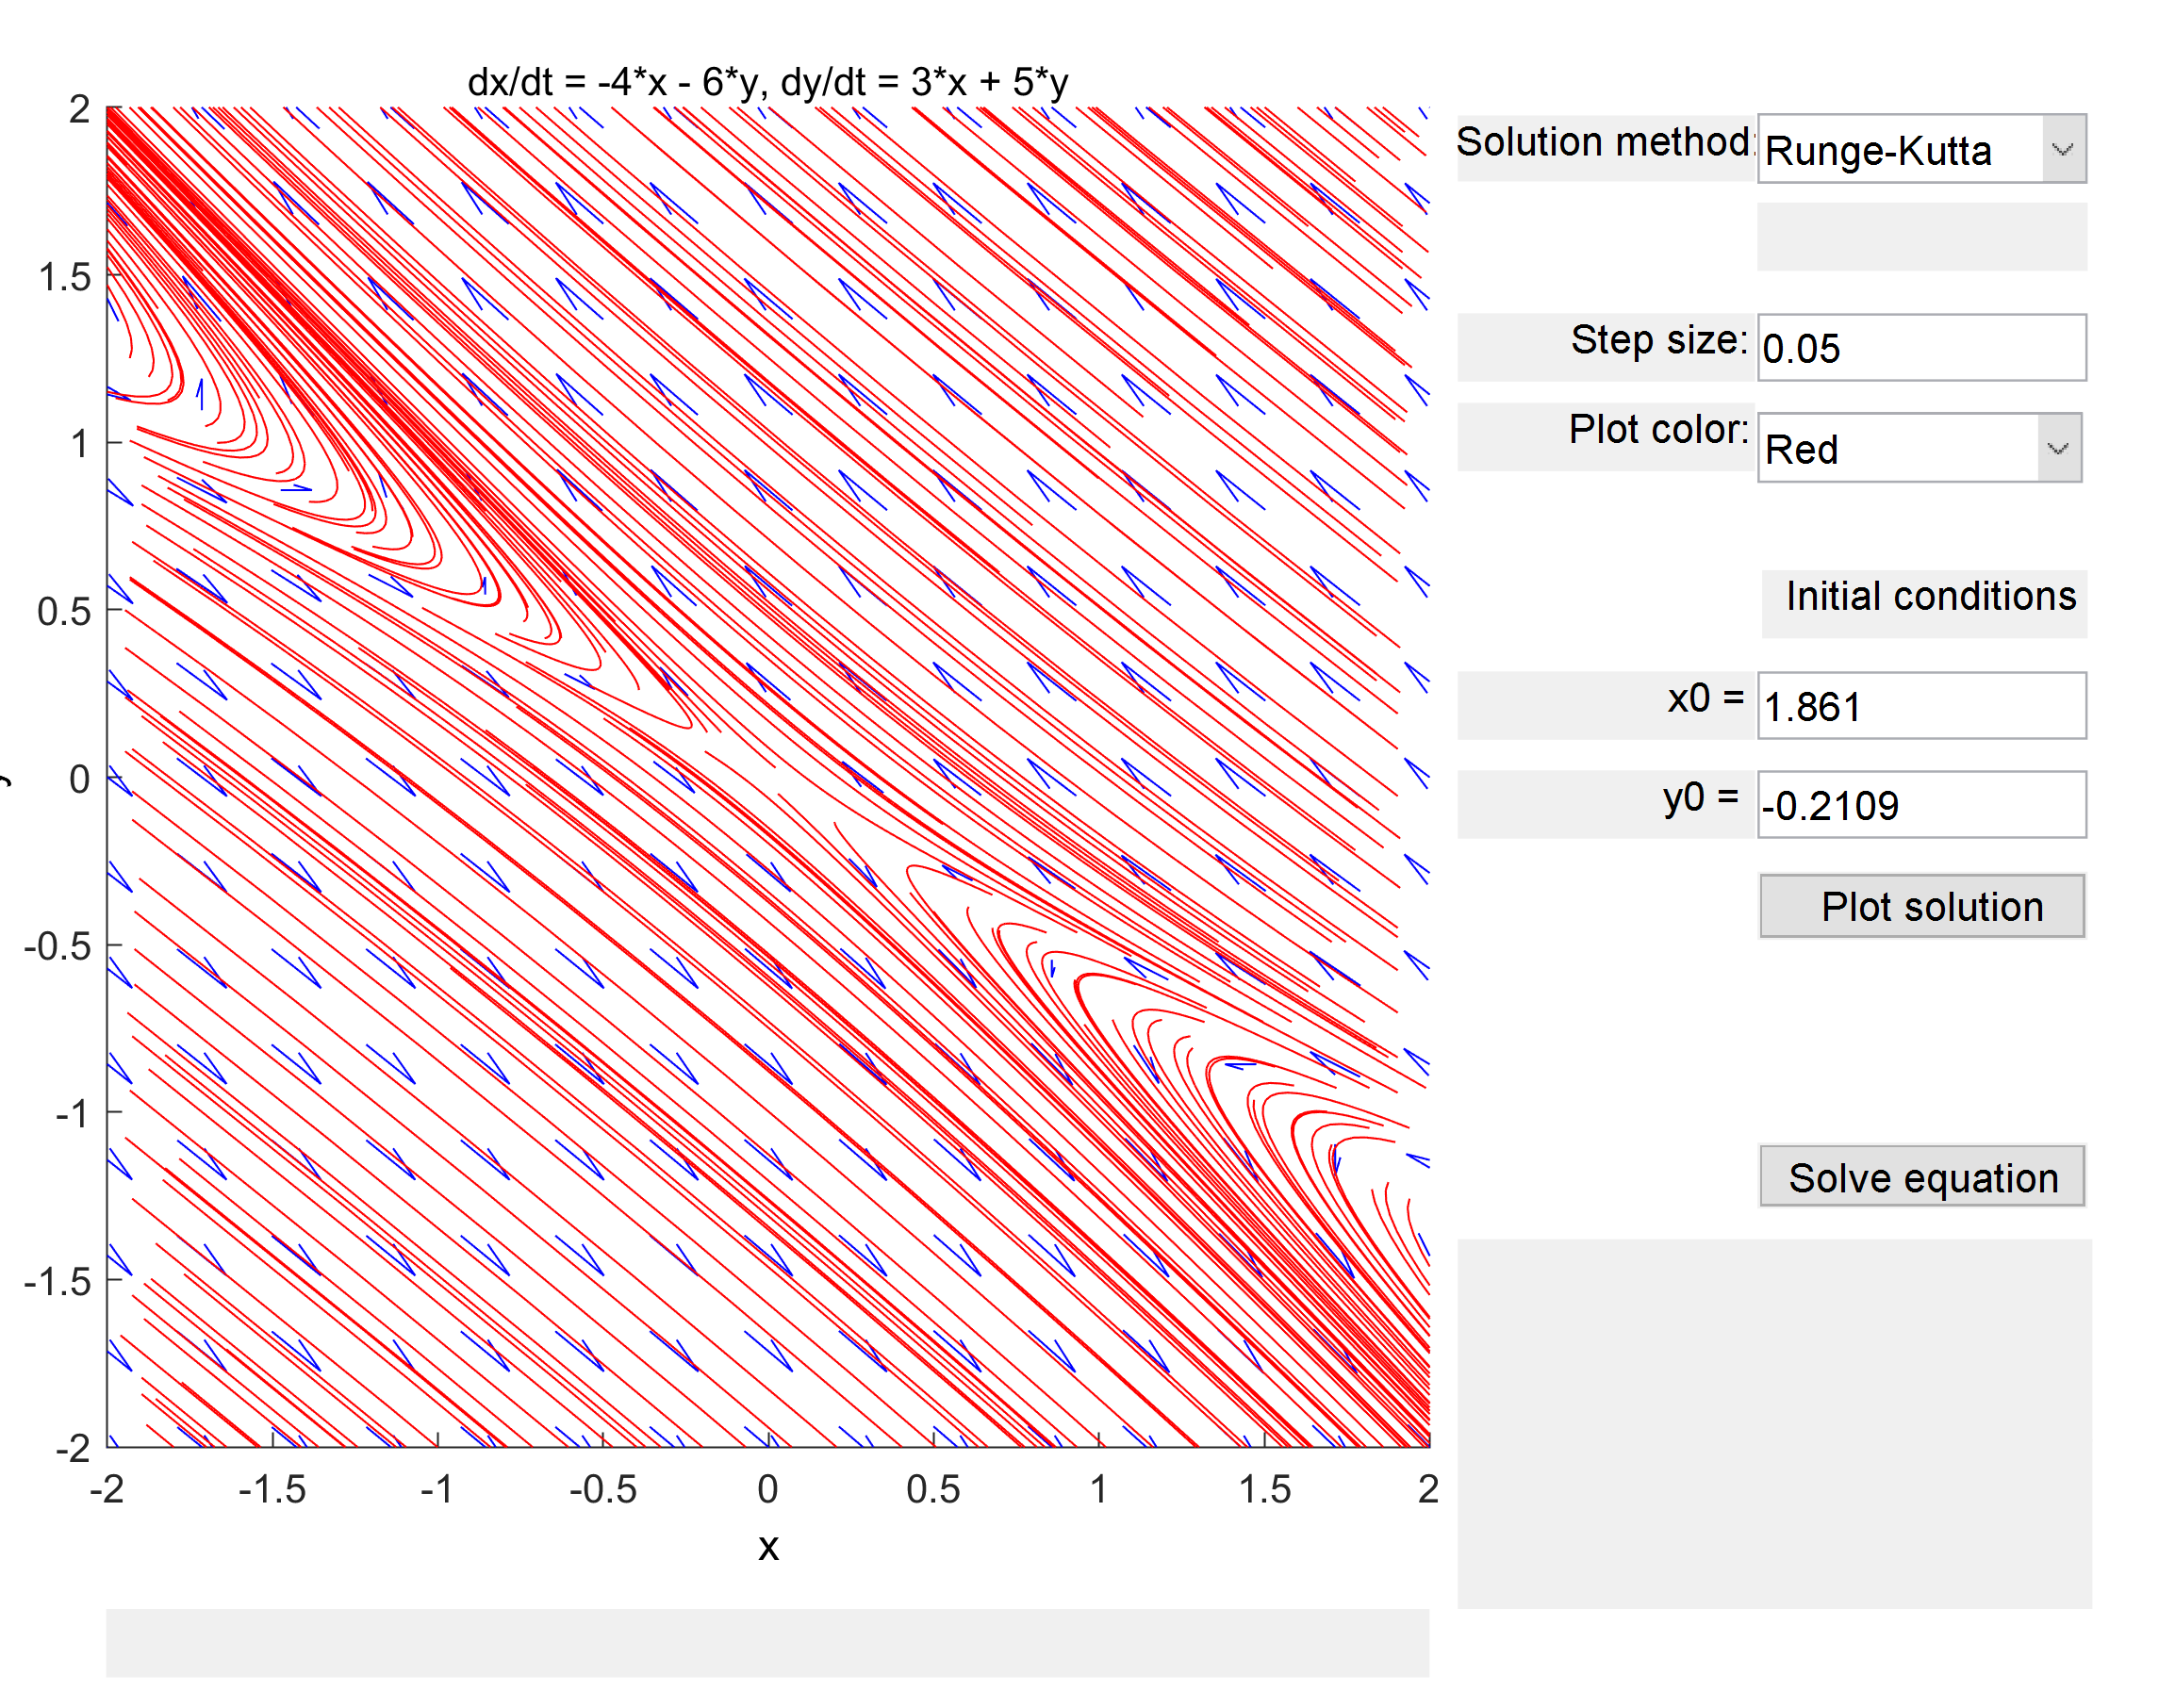 dx/dt = -4*x - 6*y, dy/dt = 3*x + 5*y
2
1.5
1
0.5
0
-0.5
-1
-1.5
-2
-2 -1.5 -1 -0.5 0 0.5 1 1.5 2
x
Solution method: Runge-Kutta
Step size: 0.05
Plot color: Red
Initial conditions
x0 = 1.861
y0 = -0.2109
Plot solution
Solve equation